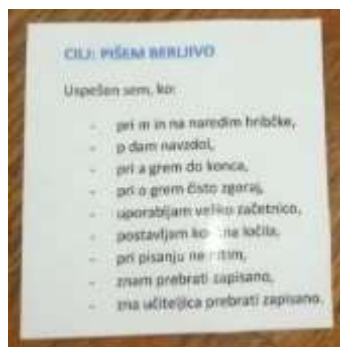 CILJ: PIŠEM BERLJIVO
Uspešen sem, ko:
- pri m in na naredim hribčke,
- p dam navzdol,
- pri a grem do konca,
- pri o grem čisto zgoraj,
- uporabljam veliko začetnico,
- postavljam ločila,
- pri pisanju ne
- znam prebrati zapisano,
- zna učiteljica prebrati zapisano.